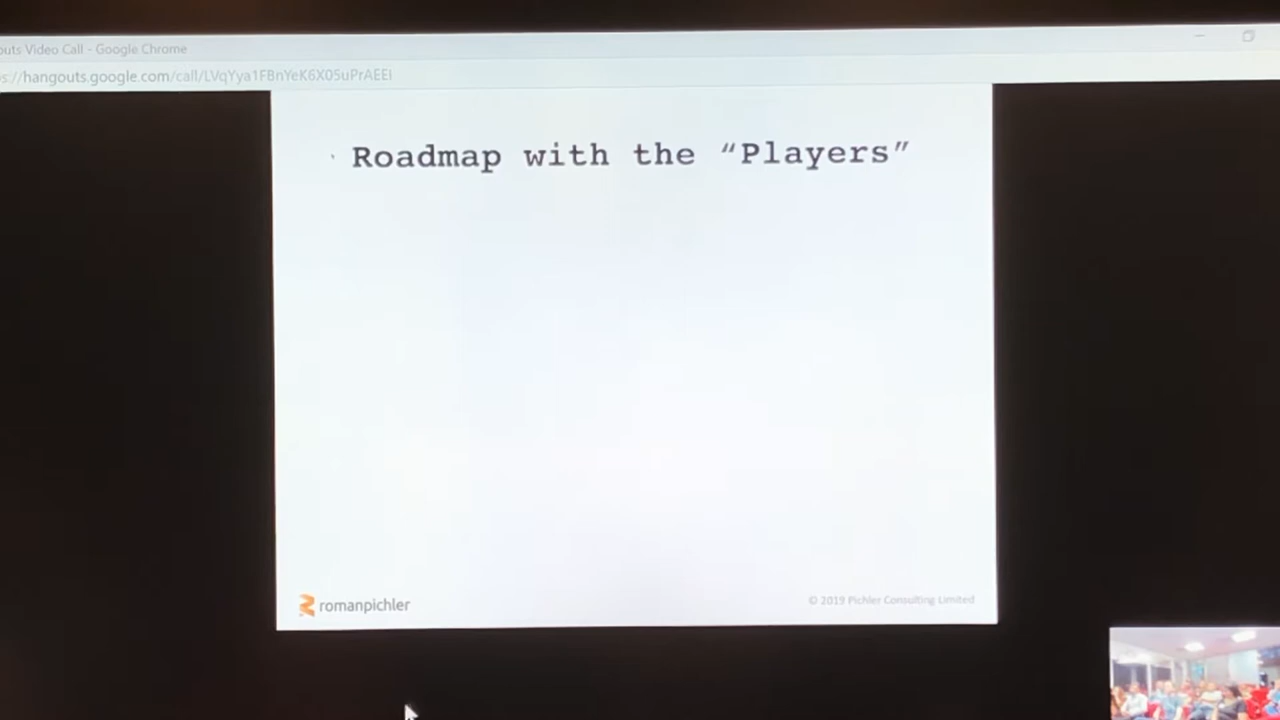 outs Video Call - Google Chrome
s://hangouts.google.com/call/LVqYya1FBnYeK6X05uPrAEEI
Roadmap with the “Players”
romanpichler
© 2019 Pichler Consulting Limited